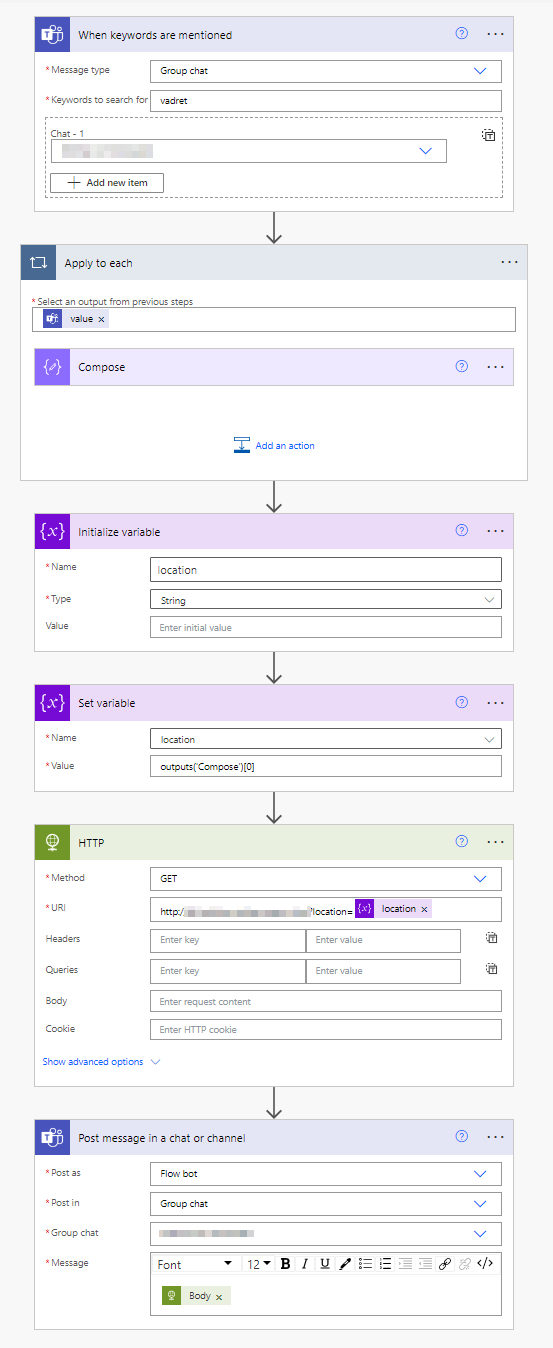 When keywords are mentioned
* Message type
Group chat
* Keywords to search for
vadret
Chat - 1
Add new item
Apply to each
* Select an output from previous steps
value x
Compose
Add an action
Initialize variable
* Name
location
* Type
String
Value
Enter initial value
Set variable
* Name
location
* Value
outputs('Compose')[0]
HTTP
* Method
GET
* URI
http:/ ?location= {x} location x
Headers
Enter key Enter value
Queries
Enter key Enter value
Body
Enter request content
Cookie
Enter HTTP cookie
Show advanced options
Post message in a chat or channel
* Post as
Flow bot
* Post in
Group chat
* Group chat
* Message
Font 12 B I U </>
Body x